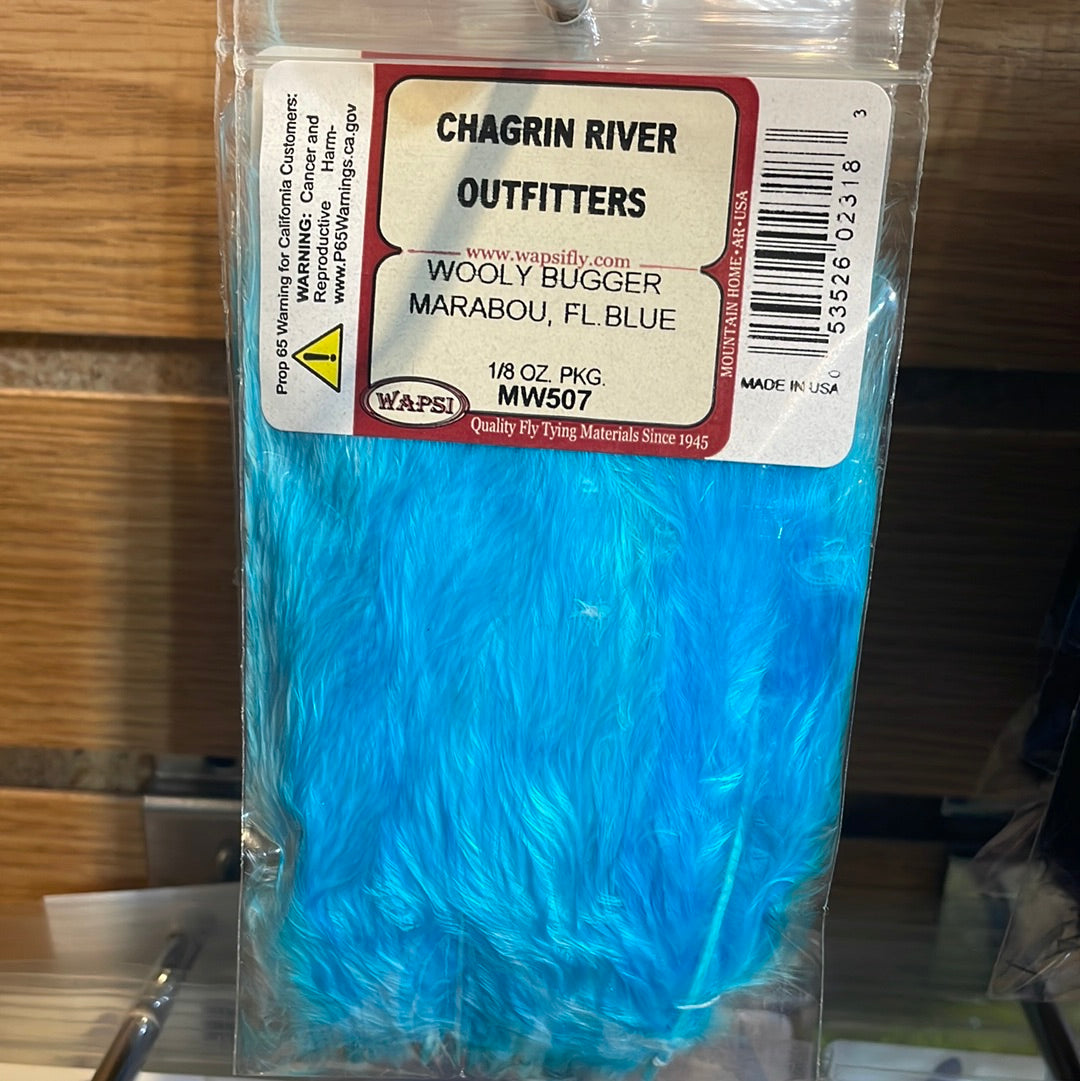 Prop 65 Warning for California Customers:
WARNING: Cancer and
Reproductive Harm-
www.P65Warnings.ca.gov
CHAGRIN RIVER
OUTFITTERS
www.wapsifly.com
WOOLY BUGGER
MARABOU, FL.BLUE
1/8 OZ. PKG.
MW507
WAPSI
Quality Fly Tying Materials Since 1945
MOUNTAIN HOME•AR•USA
0 53526 02318 3
MADE IN USA